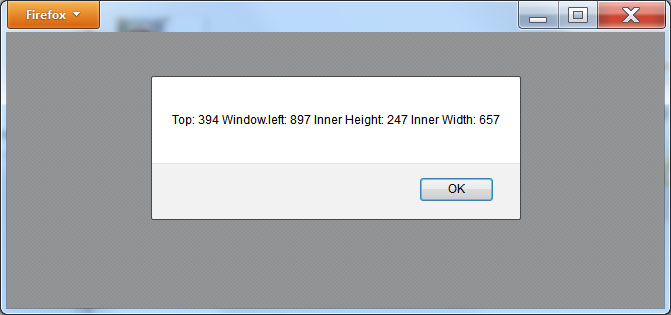 Firefox
Top: 394 Window.left: 897 Inner Height: 247 Inner Width: 657
OK